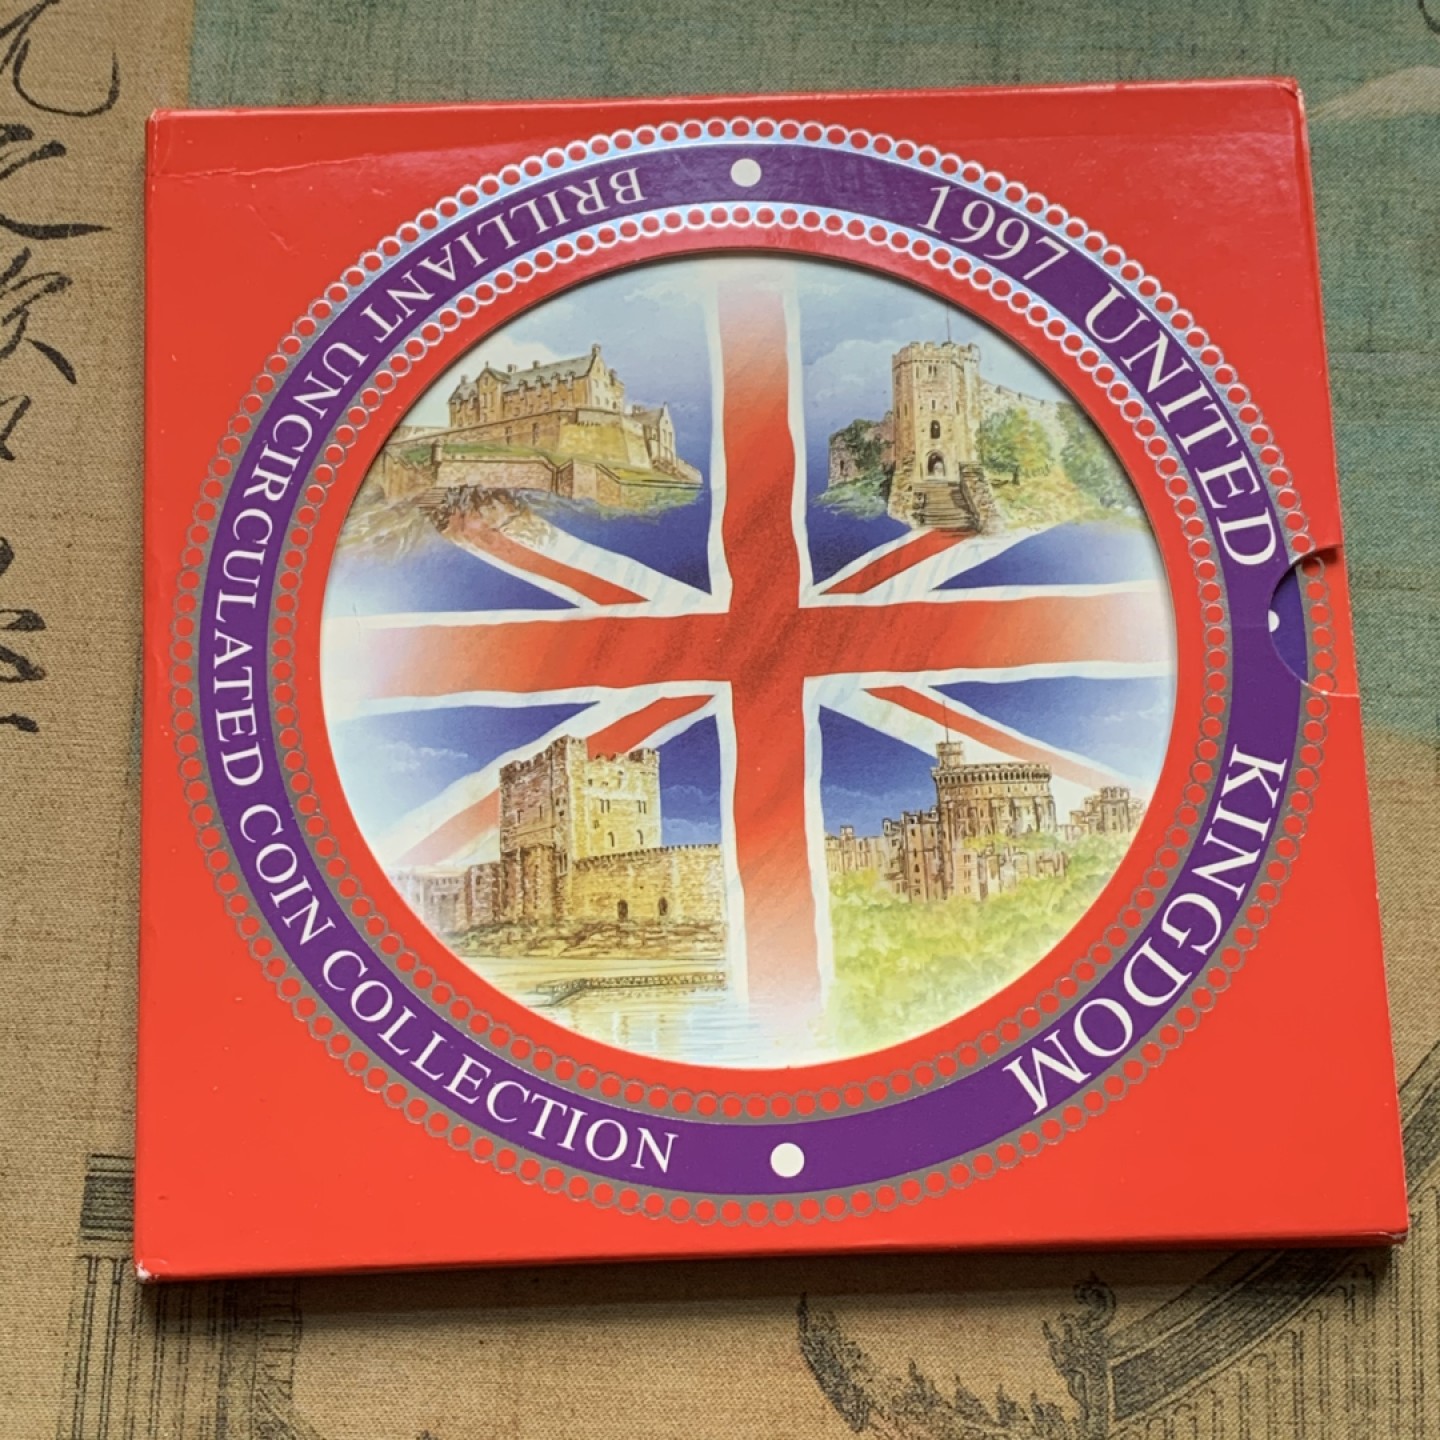 1997 UNITED KINGDOM
BRILLIANT UNCIRCULATED COIN COLLECTION